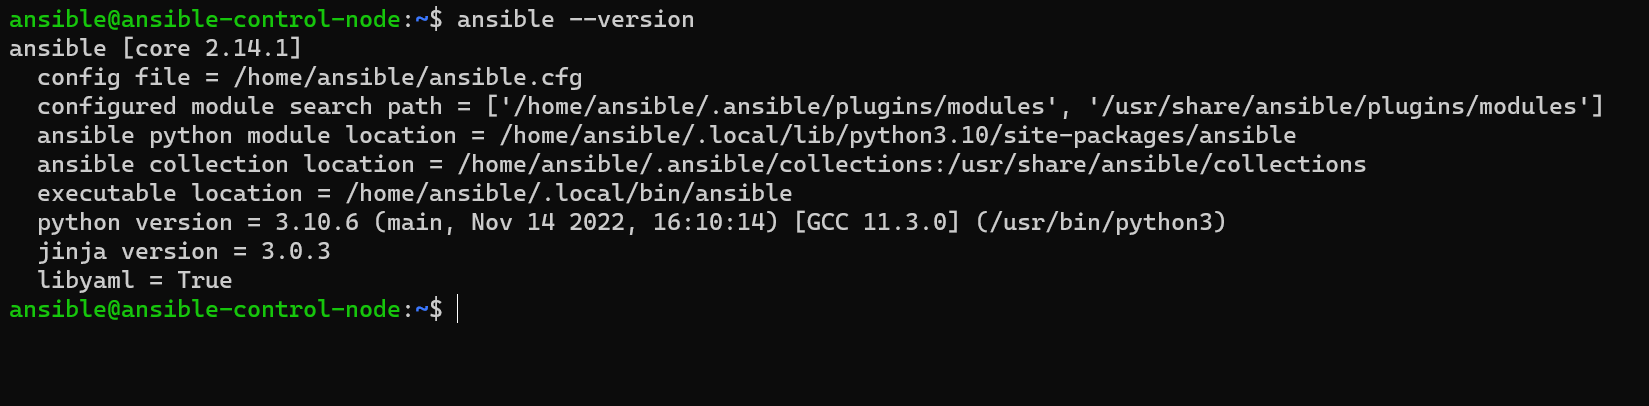 ansible@ansible-control-node:~$ ansible --version
ansible [core 2.14.1]
  config file = /home/ansible/ansible.cfg
  configured module search path = ['/home/ansible/.ansible/plugins/modules', '/usr/share/ansible/plugins/modules']
  ansible python module location = /home/ansible/.local/lib/python3.10/site-packages/ansible
  ansible collection location = /home/ansible/.ansible/collections:/usr/share/ansible/collections
  executable location = /home/ansible/.local/bin/ansible
  python version = 3.10.6 (main, Nov 14 2022, 16:10:14) [GCC 11.3.0] (/usr/bin/python3)
  jinja version = 3.0.3
  libyaml = True
ansible@ansible-control-node:~$